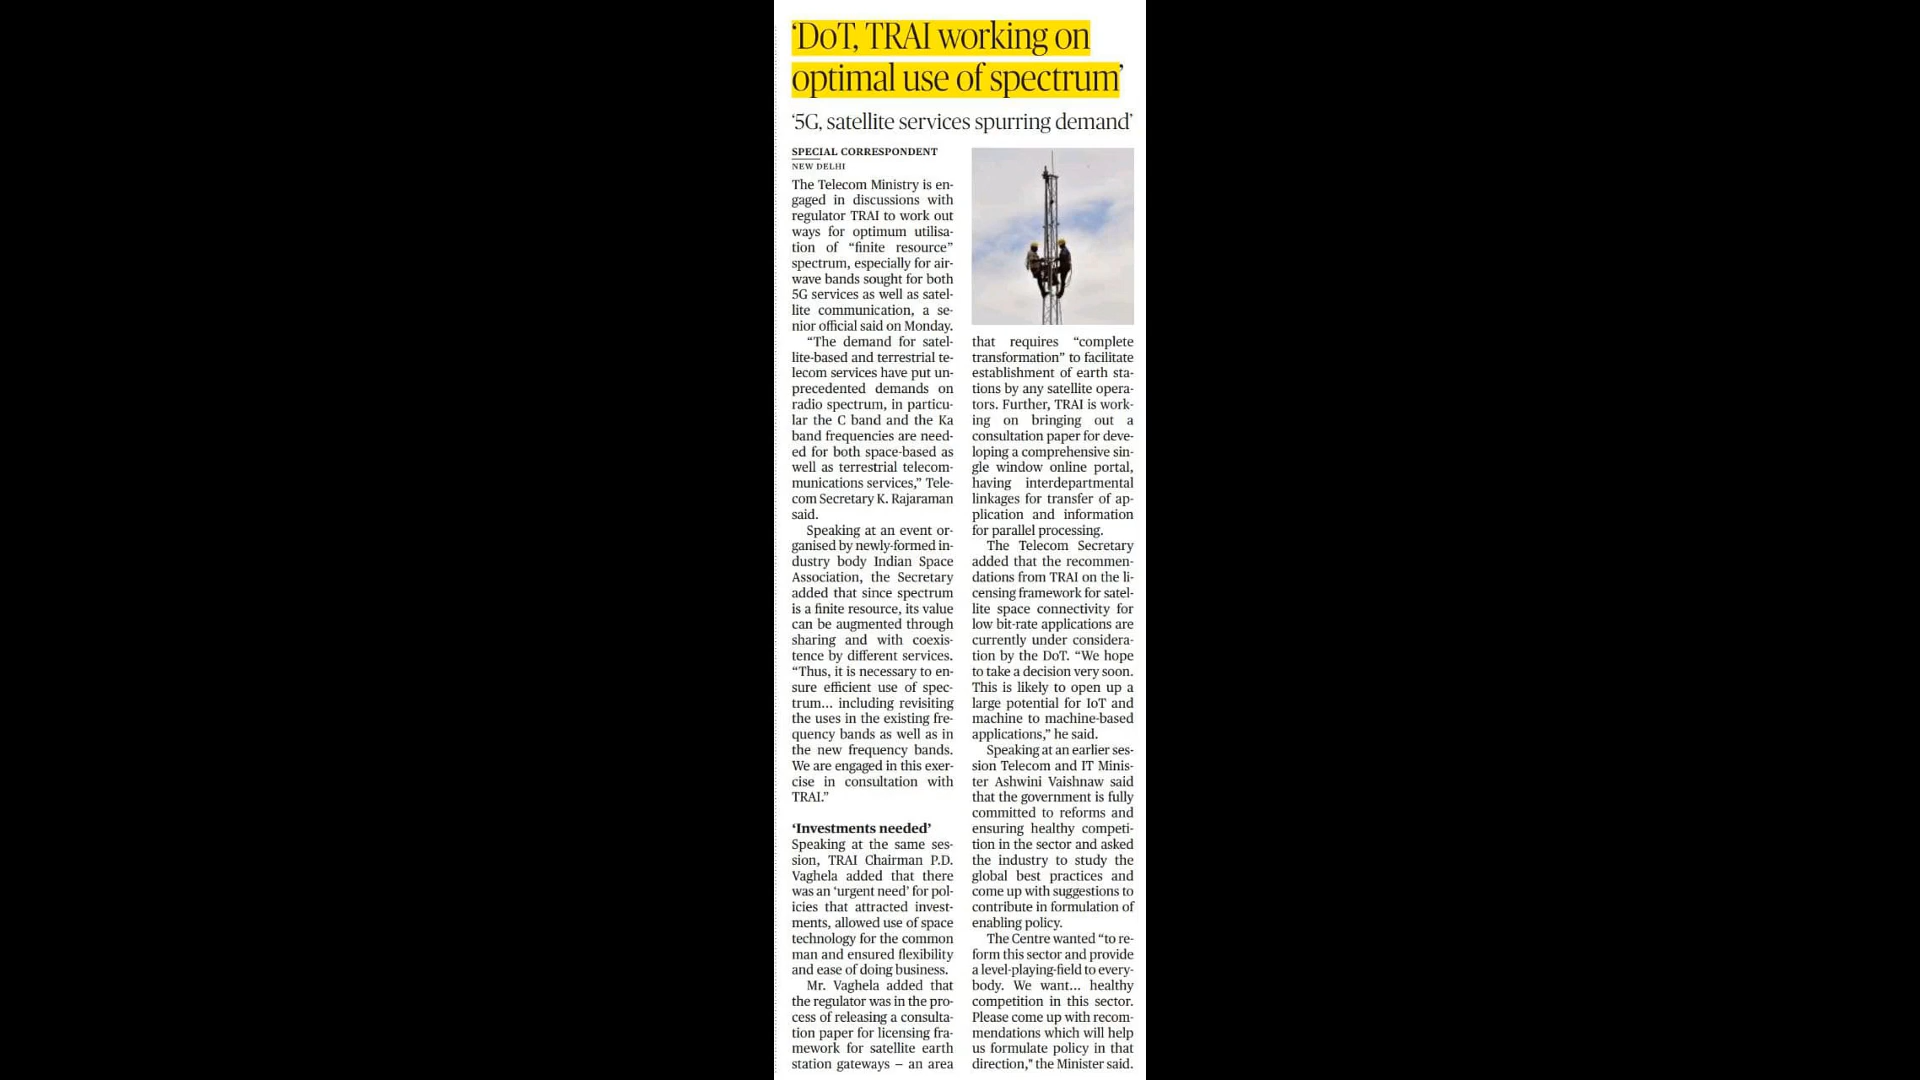 ‘DoT, TRAI working on
optimal use of spectrum’
‘5G, satellite services spurring demand’
SPECIAL CORRESPONDENT
NEW DELHI
The Telecom Ministry is en-
gaged in discussions with
regulator TRAI to work out
ways for optimum utilisa-
tion of “finite resource”
spectrum, especially for air-
wave bands sought for both
5G services as well as satel-
lite communication, a se-
nior official said on Monday.
“The demand for satel-
lite-based and terrestrial te-
lecom services have put un-
precedented demands on
radio spectrum, in particu-
lar the C band and the Ka
band frequencies are need-
ed for both space-based as
well as terrestrial telecom-
munications services,” Tele-
com Secretary K. Rajaraman
said.
Speaking at an event or-
ganised by newly-formed in-
dustry body Indian Space
Association, the Secretary
added that since spectrum
is a finite resource, its value
can be augmented through
sharing and with coexis-
tence by different services.
“Thus, it is necessary to en-
sure efficient use of spec-
trum... including revisiting
the uses in the existing fre-
quency bands as well as in
the new frequency bands.
We are engaged in this exer-
cise in consultation with
TRAI.”
‘Investments needed’
Speaking at the same ses-
sion, TRAI Chairman P.D.
Vaghela added that there
was an ‘urgent need’ for pol-
icies that attracted invest-
ments, allowed use of space
technology for the common
man and ensured flexibility
and ease of doing business.
Mr. Vaghela added that
the regulator was in the pro-
cess of releasing a consulta-
tion paper for licensing fra-
mework for satellite earth
station gateways – an area
that requires “complete
transformation” to facilitate
establishment of earth sta-
tions by any satellite opera-
tors. Further, TRAI is work-
ing on bringing out a
consultation paper for deve-
loping a comprehensive sin-
gle window online portal,
having interdepartmental
linkages for transfer of ap-
plication and information
for parallel processing.
The Telecom Secretary
added that the recommen-
dations from TRAI on the li-
censing framework for satel-
lite space connectivity for
low bit-rate applications are
currently under considera-
tion by the DoT. “We hope
to take a decision very soon.
This is likely to open up a
large potential for IoT and
machine to machine-based
applications,” he said.
Speaking at an earlier ses-
sion Telecom and IT Minis-
ter Ashwini Vaishnaw said
that the government is fully
committed to reforms and
ensuring healthy competi-
tion in the sector and asked
the industry to study the
global best practices and
come up with suggestions to
contribute in formulation of
enabling policy.
The Centre wanted “to re-
form this sector and provide
a level-playing-field to every-
body. We want... healthy
competition in this sector.
Please come up with recom-
mendations which will help
us formulate policy in that
direction,” the Minister said.